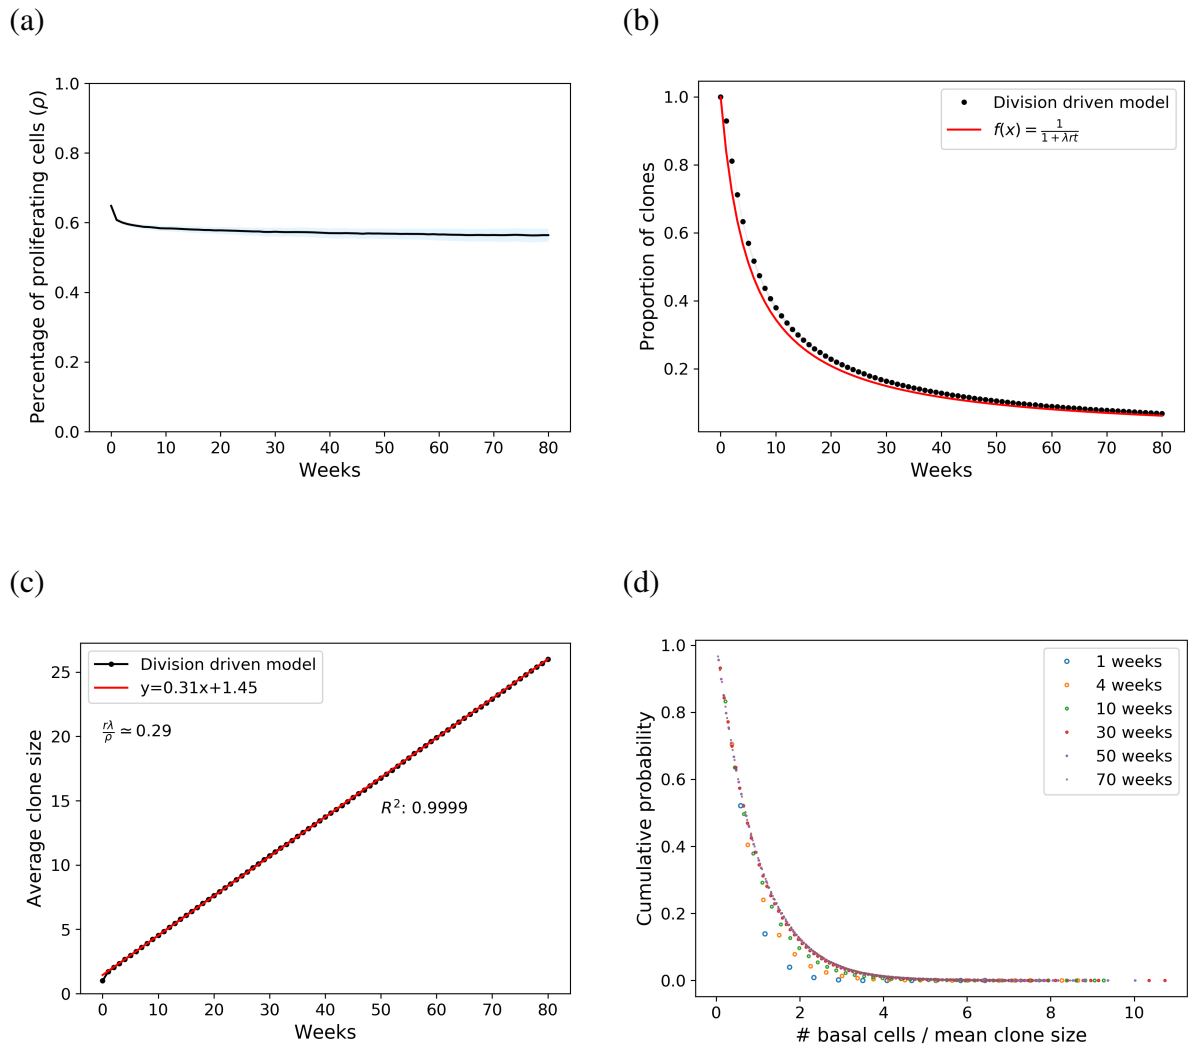 (a)
Percentage of proliferating cells (ρ)
1.0
0.8
0.6
0.4
0.2
0.0
0 10 20 30 40 50 60 70 80
Weeks
(b)
Proportion of clones
1.0
0.8
0.6
0.4
0.2
0 10 20 30 40 50 60 70 80
Weeks
Division driven model
f(x) = 1/(1+λrt)
(c)
Average clone size
25
20
15
10
5
0
0 10 20 30 40 50 60 70 80
Weeks
Division driven model
y=0.31x+1.45
rλ/ρ ≃ 0.29
R²: 0.9999
(d)
Cumulative probability
1.0
0.8
0.6
0.4
0.2
0.0
0 2 4 6 8 10
# basal cells / mean clone size
1 weeks
4 weeks
10 weeks
30 weeks
50 weeks
70 weeks